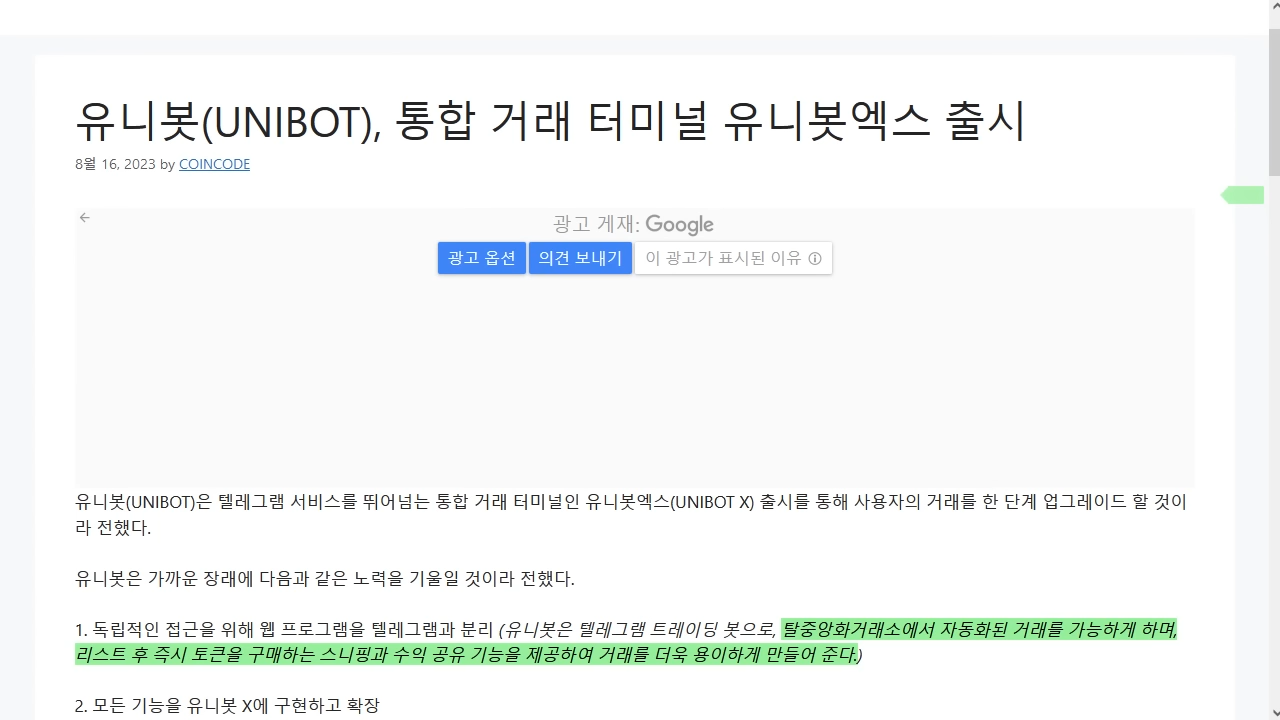 유니봇(UNIBOT), 통합 거래 터미널 유니봇엑스 출시
8월 16, 2023 by COINCODE
광고 게재: Google
광고 옵션 의견 보내기 이 광고가 표시된 이유
유니봇(UNIBOT)은 텔레그램 서비스를 뛰어넘는 통합 거래 터미널인 유니봇엑스(UNIBOT X) 출시를 통해 사용자의 거래를 한 단계 업그레이드 할 것이
라 전했다.
유니봇은 가까운 장래에 다음과 같은 노력을 기울일 것이라 전했다.
1. 독립적인 접근을 위해 웹 프로그램을 텔레그램과 분리 (유니봇은 텔레그램 트레이딩 봇으로, 탈중앙화거래소에서 자동화된 거래를 가능하게 하며,
리스트 후 즉시 토큰을 구매하는 스니핑과 수익 공유 기능을 제공하여 거래를 더욱 용이하게 만들어 준다.)
2. 모든 기능을 유니봇 X에 구현하고 확장